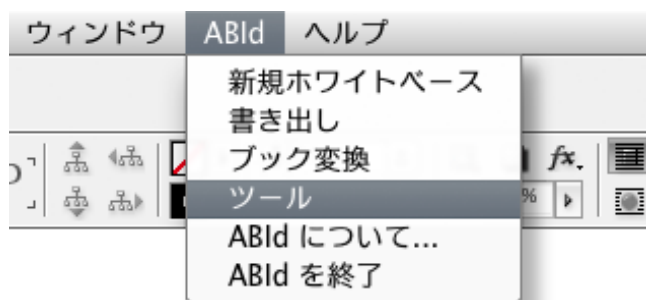 ウィンドウ ABId ヘルプ
新規ホワイトベース
書き出し
ブック変換
fx.
ツール
%
ABId について...
ABId を終了